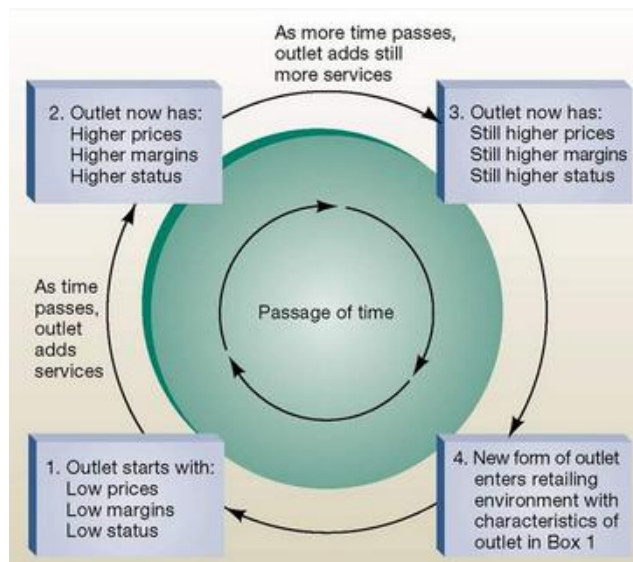 As more time passes,
outlet adds still
more services
2. Outlet now has:
Higher prices
Higher margins
Higher status
3. Outlet now has:
Still higher prices
Still higher margins
Still higher status
As time
passes,
outlet
adds
services
Passage of time
1. Outlet starts with:
Low prices
Low margins
Low status
4. New form of outlet
enters retailing
environment with
characteristics of
outlet in Box 1